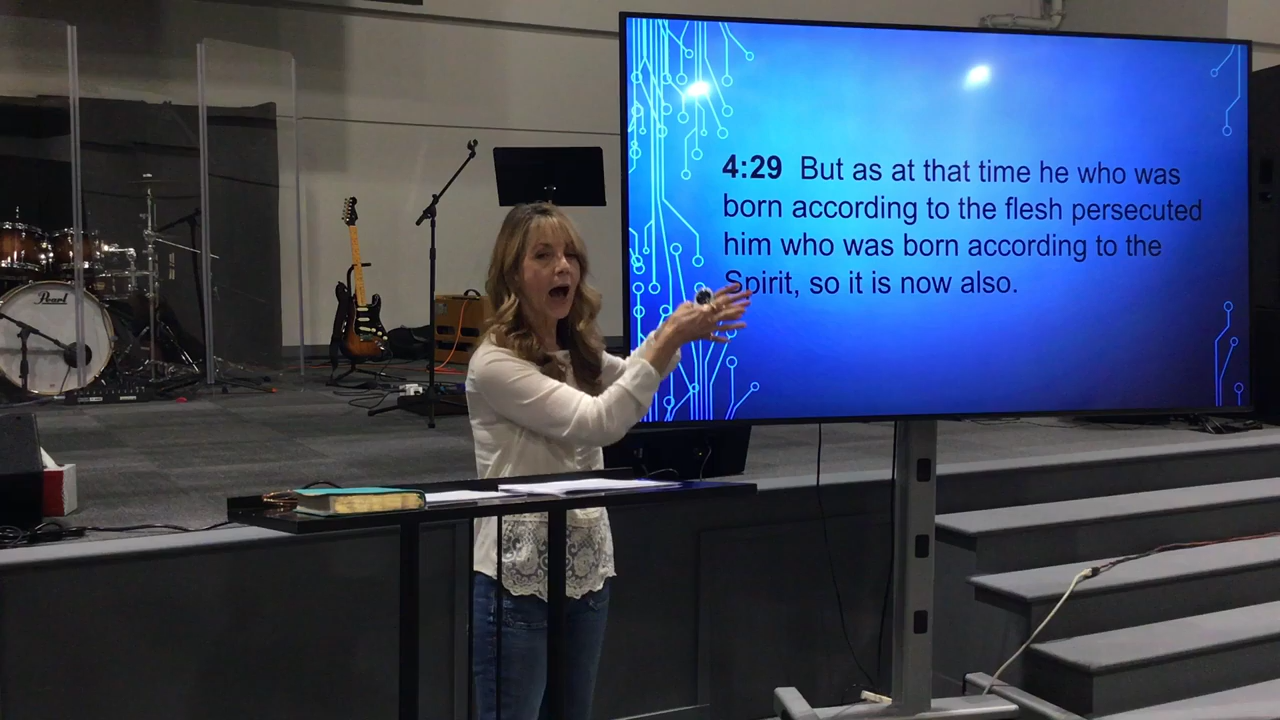 4:29 But as at that time he who was
born according to the flesh persecuted
him who was born according to the
Spirit, so it is now also.
Pearl